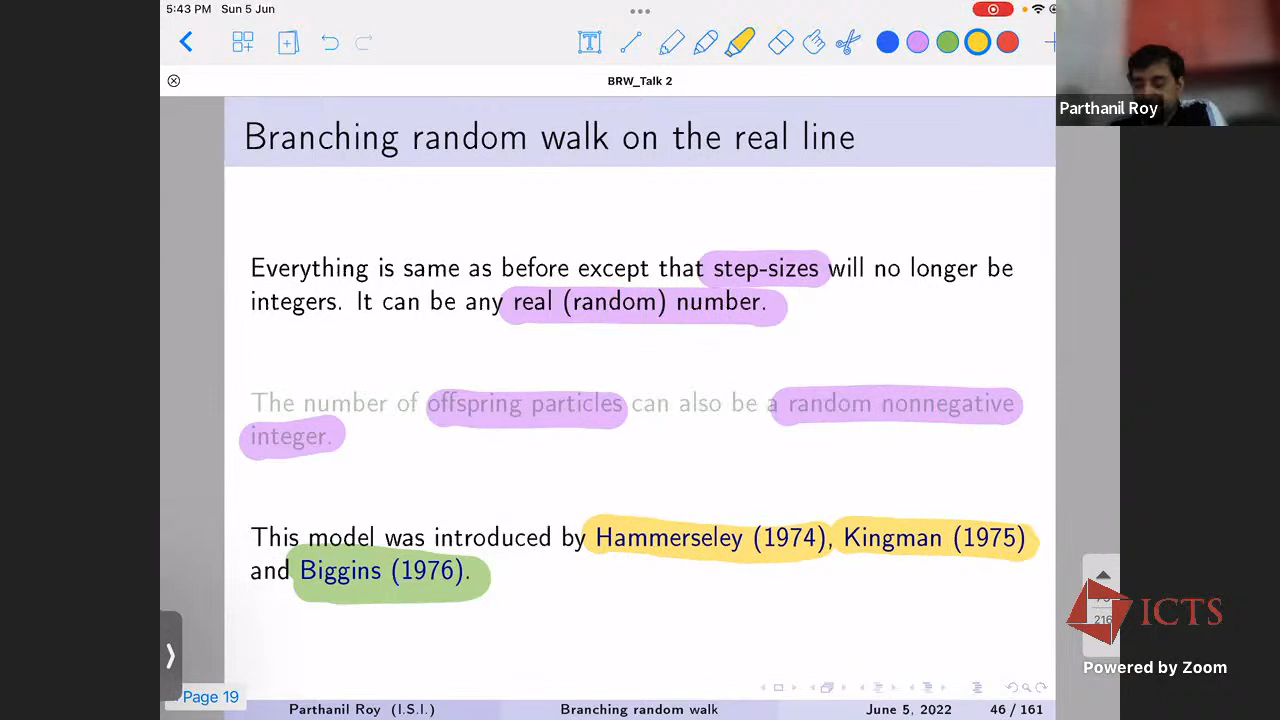 5:43 PM Sun 5 Jun
BRW_Talk 2
Parthanil Roy
Branching random walk on the real line
Everything is same as before except that step-sizes will no longer be
integers. It can be any real (random) number.
The number of offspring particles can also be a random nonnegative
integer.
This model was introduced by Hammerseley (1974), Kingman (1975)
and Biggins (1976).
216
ICTS
Powered by Zoom
Page 19
Parthanil Roy (I.S.I.) Branching random walk June 5, 2022 46 / 161